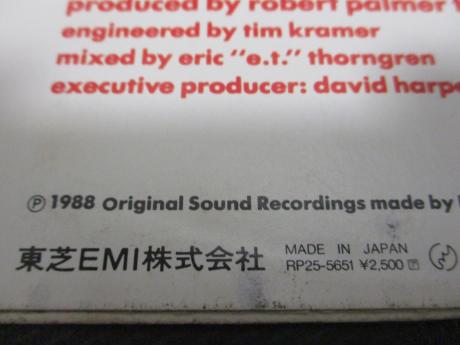 produced by robert palmer
engineered by tim kramer
mixed by eric "e.t." thorngren
executive producer: david harpe
Ⓟ 1988 Original Sound Recordings made by
東芝EMI株式会社
MADE IN JAPAN
RP25-5651 ¥2,500